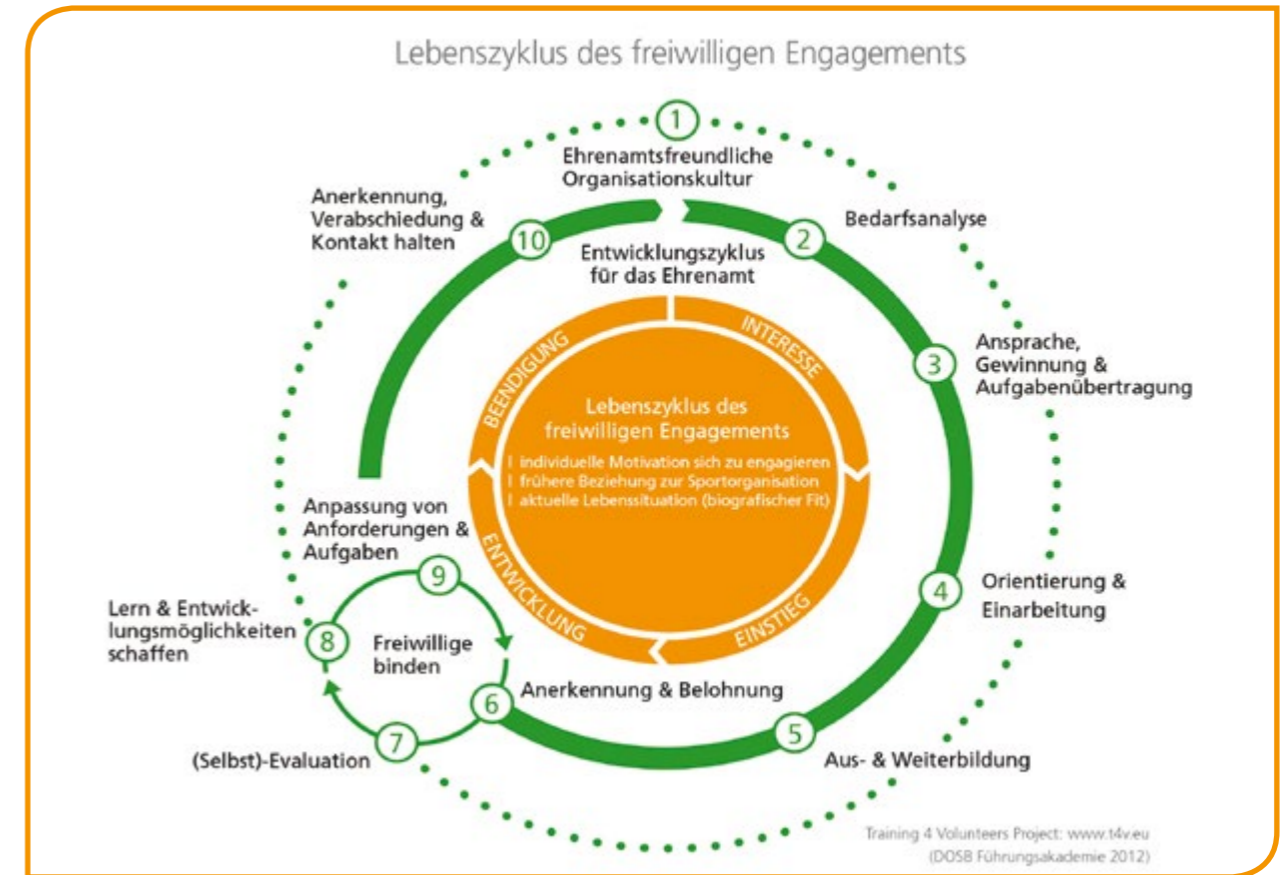 Lebenszyklus des freiwilligen Engagements
1
Ehrenamtsfreundliche
Organisationskultur
2
Bedarfsanalyse
3
Ansprache,
Gewinnung &
Aufgabenübertragung
4
Orientierung &
Einarbeitung
5
Aus- & Weiterbildung
6
Anerkennung & Belohnung
7
(Selbst)-Evaluation
8
Lern & Entwick-
lungsmöglichkeiten
schaffen
9
Anpassung von
Anforderungen &
Aufgaben
Freiwillige
binden
10
Anerkennung,
Verabschiedung &
Kontakt halten
Entwicklungszyklus
für das Ehrenamt
INTERESSE
EINSTIEG
ENTWICKLUNG
BEENDIGUNG
Lebenszyklus des
freiwilligen Engagements
| individuelle Motivation sich zu engagieren
| frühere Beziehung zur Sportorganisation
| aktuelle Lebenssituation (biografischer Fit)
Training 4 Volunteers Project: www.t4v.eu
(DOSB Führungsakademie 2012)